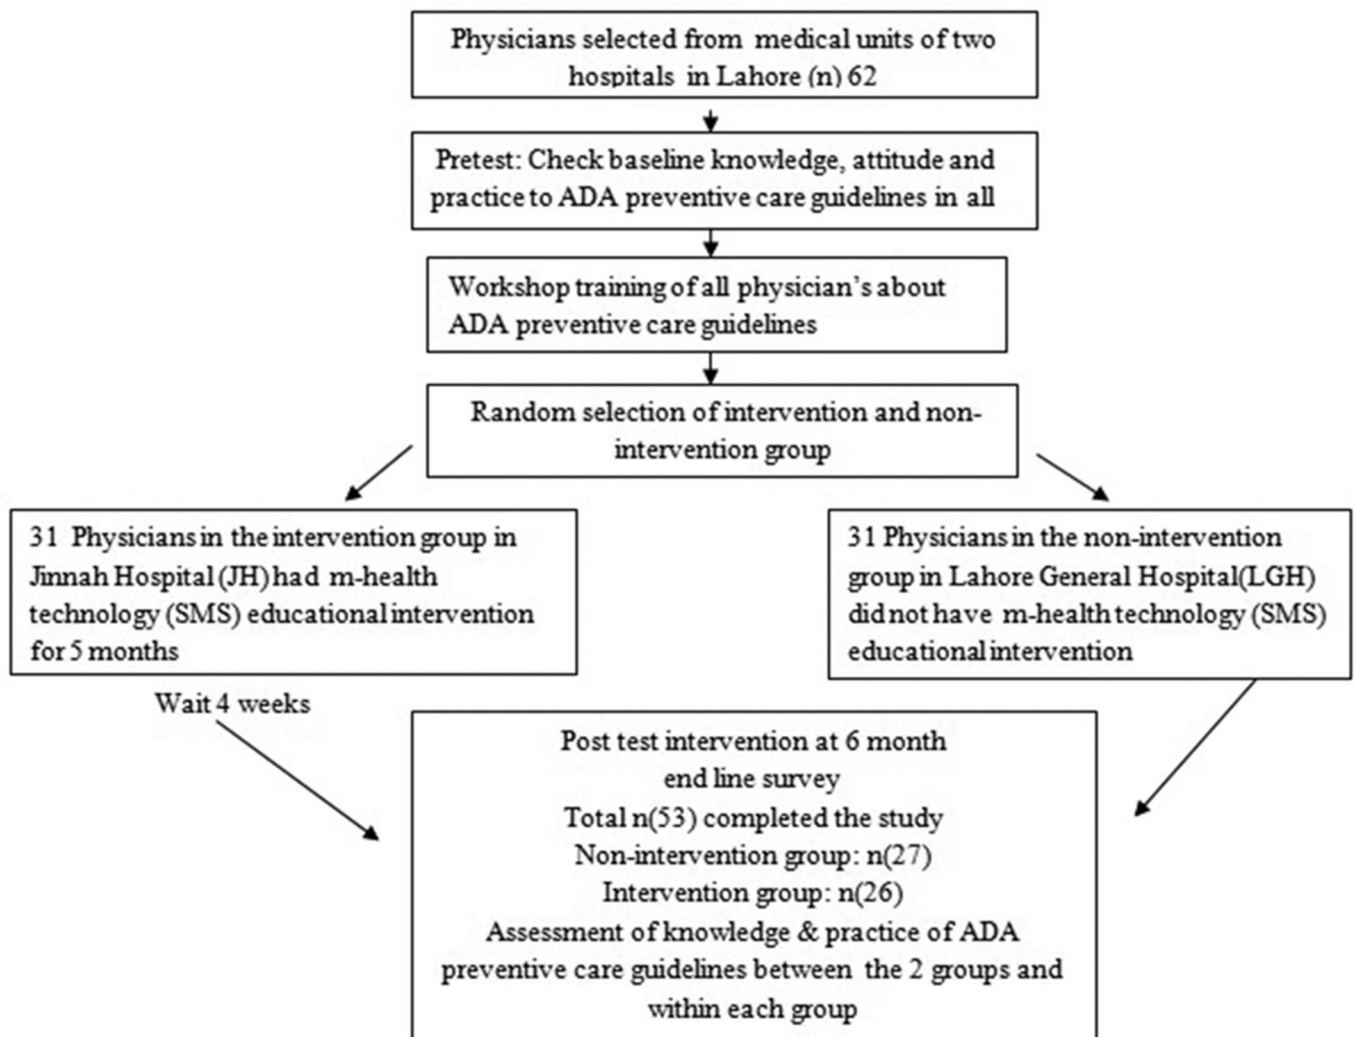 Physicians selected from medical units of two
hospitals in Lahore (n) 62
Pretest: Check baseline knowledge, attitude and
practice to ADA preventive care guidelines in all
Workshop training of all physician's about
ADA preventive care guidelines
Random selection of intervention and non-
intervention group
31 Physicians in the intervention group in
Jinnah Hospital (JH) had m-health
technology (SMS) educational intervention
for 5 months
31 Physicians in the non-intervention
group in Lahore General Hospital(LGH)
did not have m-health technology (SMS)
educational intervention
Wait 4 weeks
Post test intervention at 6 month
end line survey
Total n(53) completed the study
Non-intervention group: n(27)
Intervention group: n(26)
Assessment of knowledge & practice of ADA
preventive care guidelines between the 2 groups and
within each group